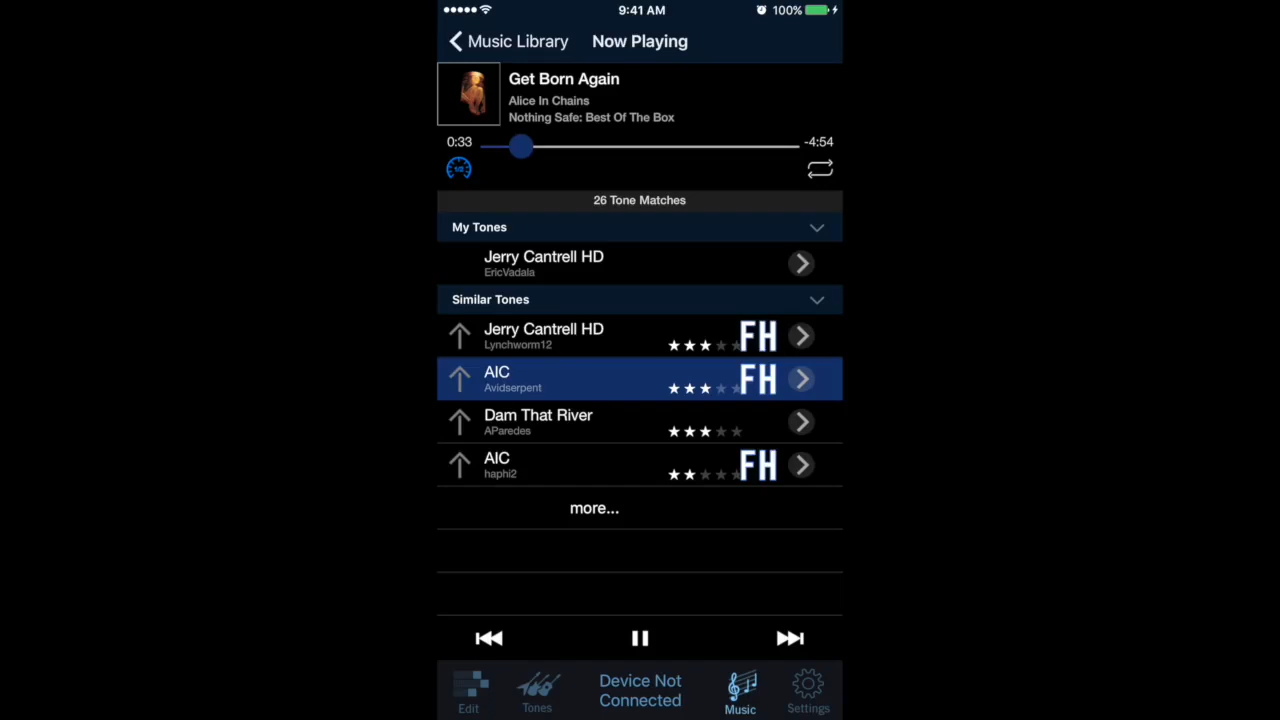 9:41 AM
100%
Music Library
Now Playing
Get Born Again
Alice In Chains
Nothing Safe: Best Of The Box
0:33
-4:54
1/2
26 Tone Matches
My Tones
Jerry Cantrell HD
EricVadala
Similar Tones
Jerry Cantrell HD
Lynchworm12
FH
AIC
Avidserpent
FH
Dam That River
AParedes
AIC
haphi2
FH
more...
Edit
Tones
Device Not
Connected
Music
Settings